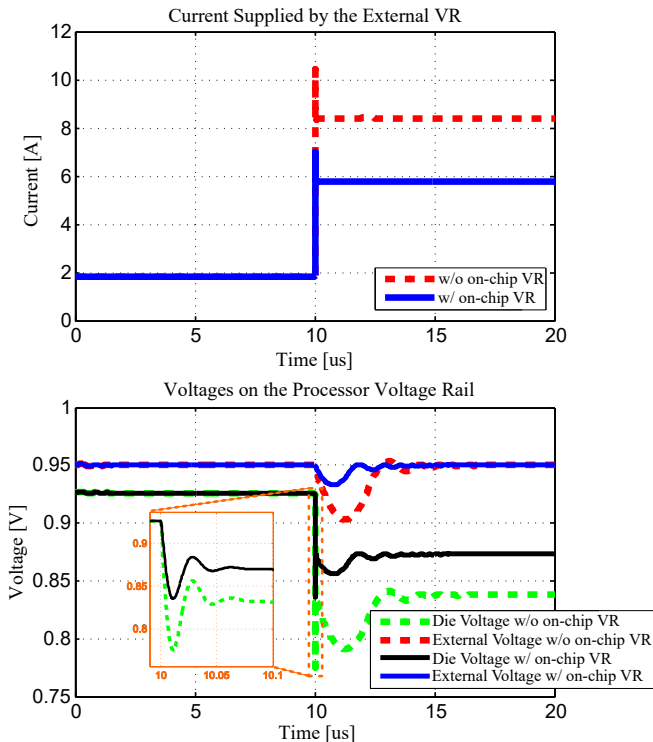 Current Supplied by the External VR
12
10
8
6
4
2
0
Current [A]
w/o on-chip VR
w/ on-chip VR
0 5 10 15 20
Time [us]
Voltages on the Processor Voltage Rail
1
0.95
0.9
0.85
0.8
0.75
Voltage [V]
0.9
0.85
0.8
10 10.05 10.1
Die Voltage w/o on-chip VR
External Voltage w/o on-chip VR
Die Voltage w/ on-chip VR
External Voltage w/ on-chip VR
0 5 10 15 20
Time [us]